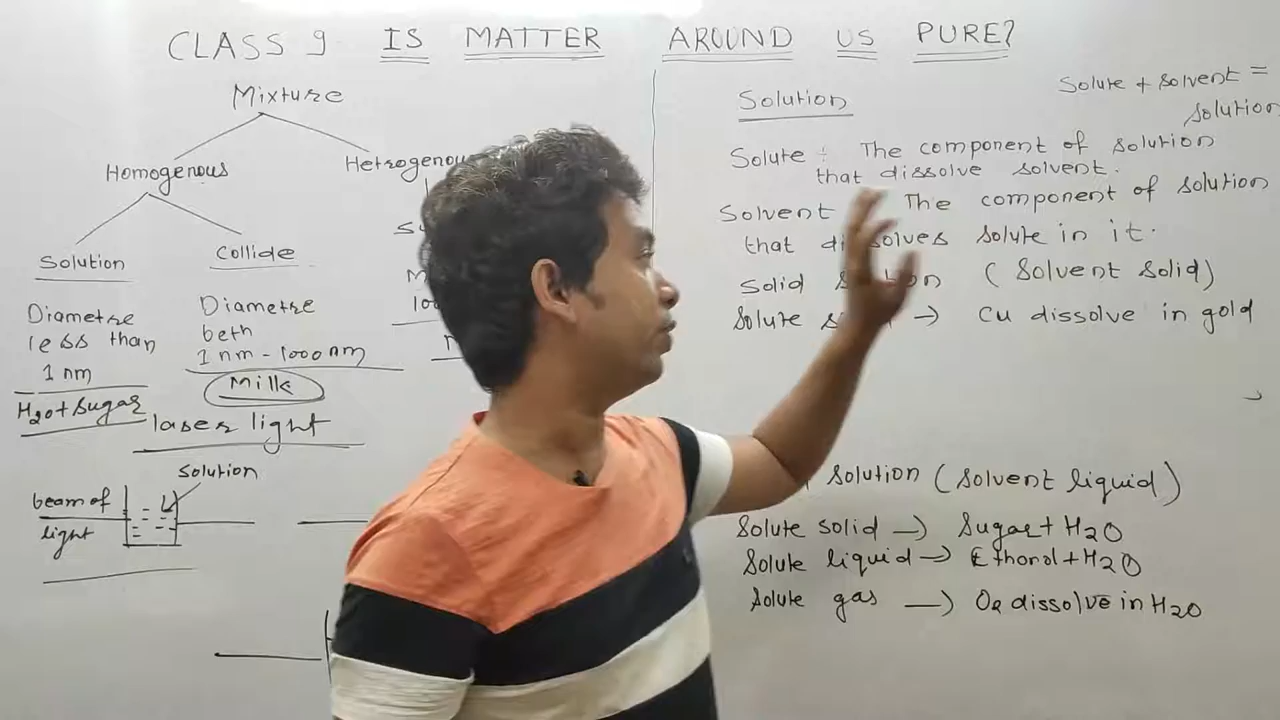 CLASS 9 IS MATTER AROUND US PURE?
Mixture
Homogenous
Hetrogenou
Solution
Collide
Diametre
less than
1 nm
H2O+Sugar
Diametre
beth
1 nm - 1000 nm
Milk
laser light
solution
beam of
light
Solution
Solute + Solvent =
solution
Solute : The component of solution
that dissolve solvent.
Solvent The component of solution
that dissolves solute in it.
Solid (Solvent Solid)
Solute → Cu dissolve in gold
solution (Solvent liquid)
Solute solid → Sugar + H2O
Solute liquid → Ethonol + H2O
Solute gas → O2 dissolve in H2O